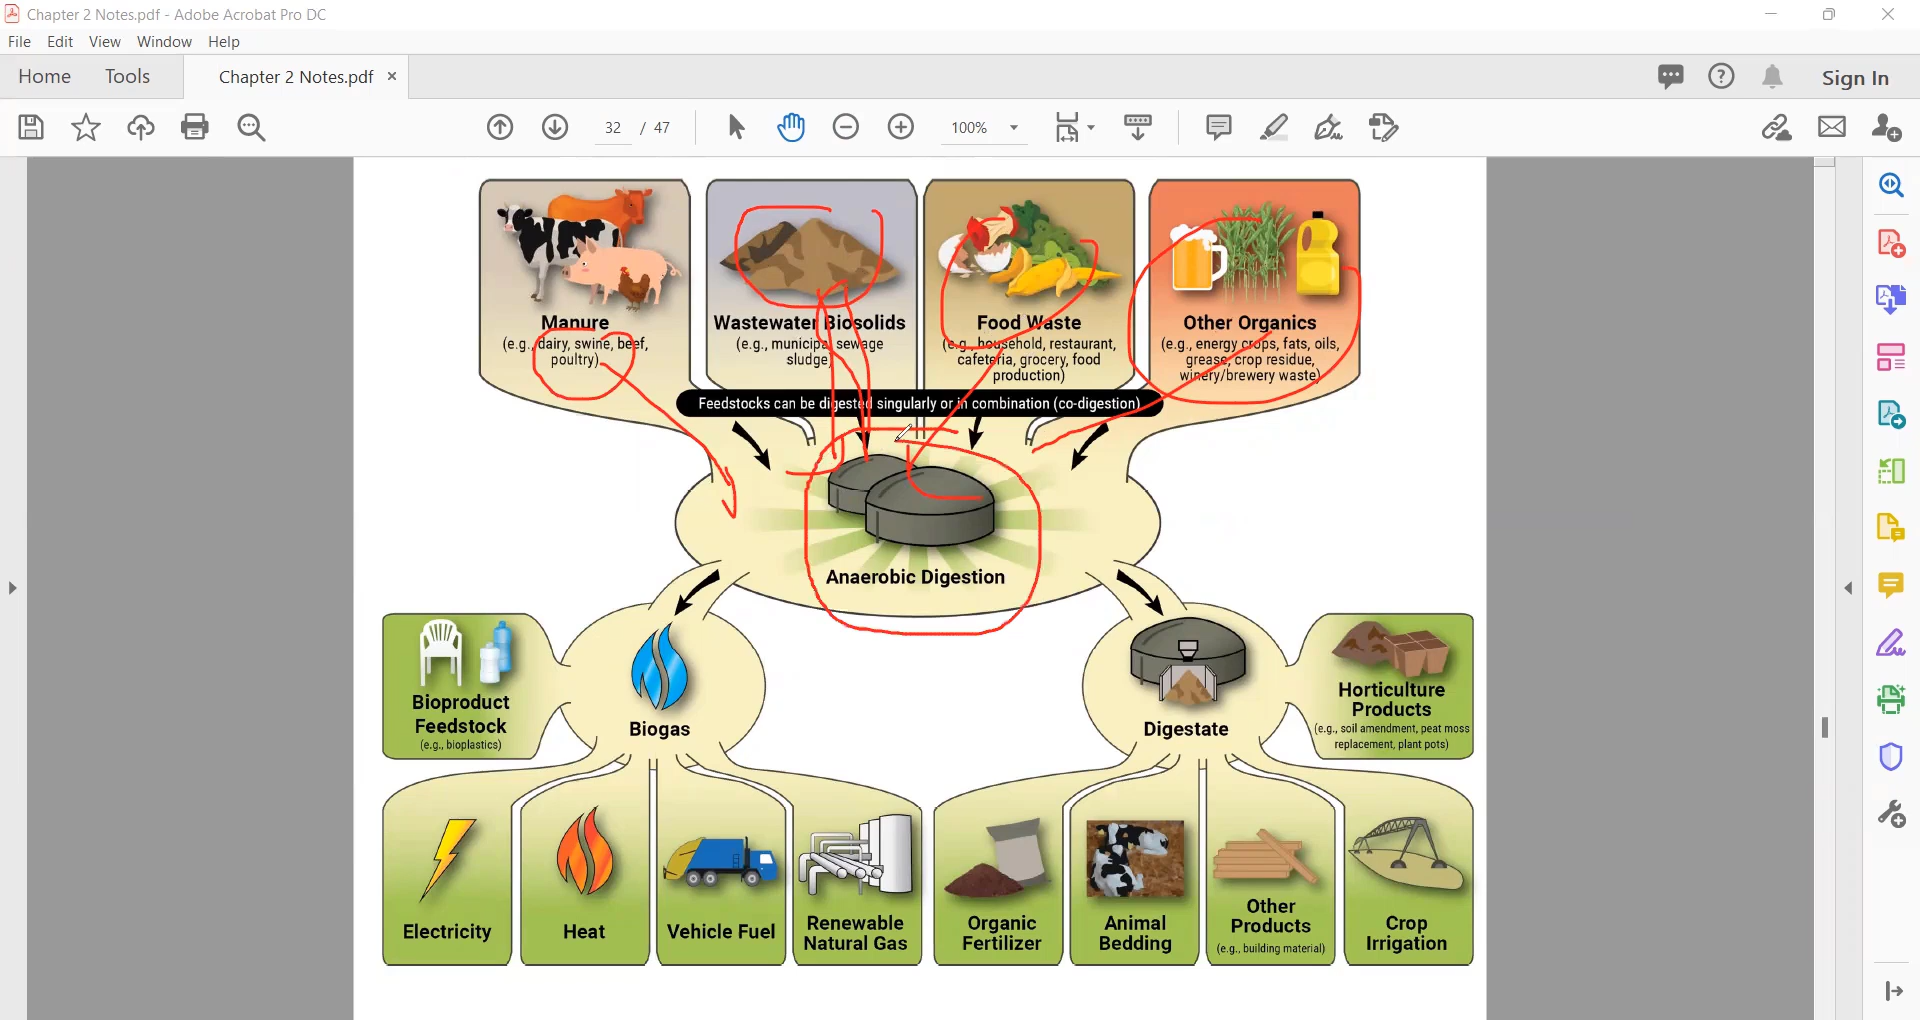 Chapter 2 Notes.pdf - Adobe Acrobat Pro DC
File Edit View Window Help
Home Tools Chapter 2 Notes.pdf × Sign In
32 / 47 100%
Manure
(e.g., dairy, swine, beef,
poultry)
Wastewater Biosolids
(e.g., municipal sewage
sludge)
Food Waste
(e.g., household, restaurant,
cafeteria, grocery, food
production)
Other Organics
(e.g., energy crops, fats, oils,
grease, crop residue,
winery/brewery waste)
Feedstocks can be digested singularly or in combination (co-digestion)
Anaerobic Digestion
Bioproduct
Feedstock
(e.g., bioplastics)
Biogas
Digestate
Horticulture
Products
(e.g., soil amendment, peat moss
replacement, plant pots)
Electricity
Heat
Vehicle Fuel
Renewable
Natural Gas
Organic
Fertilizer
Animal
Bedding
Other
Products
(e.g., building material)
Crop
Irrigation